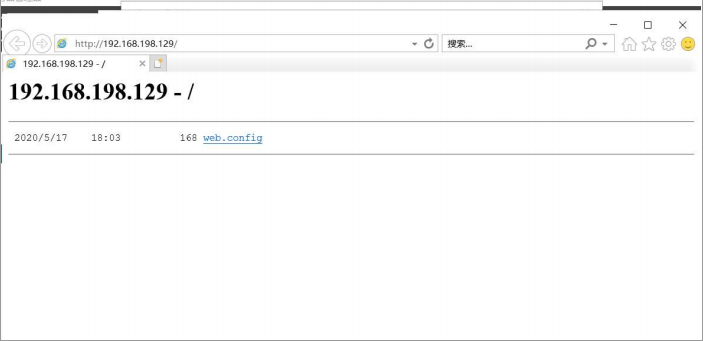 http://192.168.198.129/
搜索...
192.168.198.129 - /
192.168.198.129 - /
2020/5/17 18:03 168 web.config